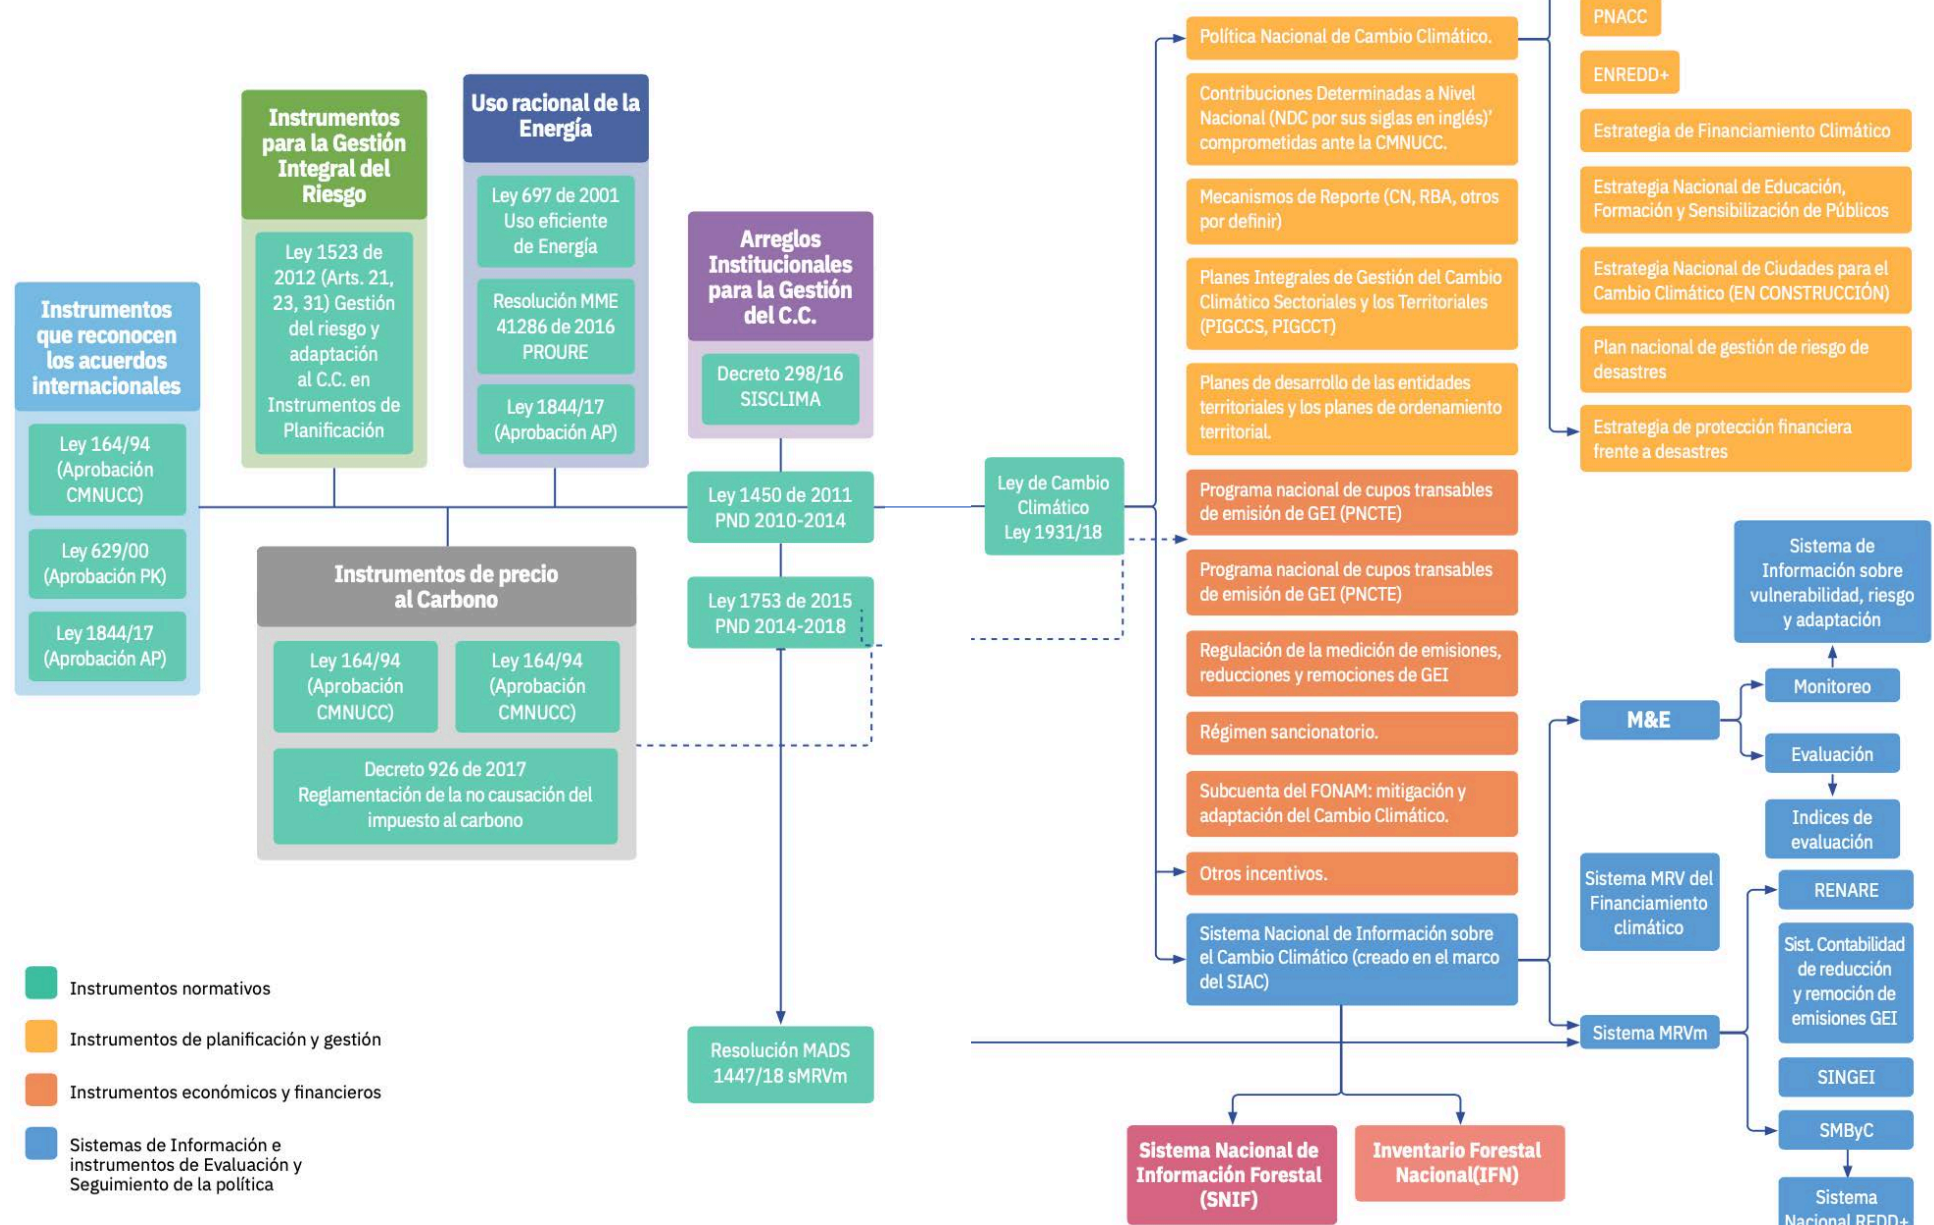 Instrumentos
que reconocen
los acuerdos
internacionales
Ley 164/94
(Aprobación
CMNUCC)
Ley 629/00
(Aprobación PK)
Ley 1844/17
(Aprobación AP)
Instrumentos
para la Gestión
Integral del
Riesgo
Ley 1523 de
2012 (Arts. 21,
23, 31) Gestión
del riesgo y
adaptación
al C.C. en
Instrumentos de
Planificación
Uso racional de la
Energía
Ley 697 de 2001
Uso eficiente
de Energía
Resolución MME
41286 de 2016
PROURE
Ley 1844/17
(Aprobación AP)
Instrumentos de precio
al Carbono
Ley 164/94
(Aprobación
CMNUCC)
Ley 164/94
(Aprobación
CMNUCC)
Decreto 926 de 2017
Reglamentación de la no causación del
impuesto al carbono
Arreglos
Institucionales
para la Gestión
del C.C.
Decreto 298/16
SISCLIMA
Ley 1450 de 2011
PND 2010-2014
Ley 1753 de 2015
PND 2014-2018
Resolución MADS
1447/18 sMRVm
Ley de Cambio
Climático
Ley 1931/18
Política Nacional de Cambio Climático.
Contribuciones Determinadas a Nivel
Nacional (NDC por sus siglas en inglés)'
comprometidas ante la CMNUCC.
Mecanismos de Reporte (CN, RBA, otros
por definir)
Planes Integrales de Gestión del Cambio
Climático Sectoriales y los Territoriales
(PIGCCS, PIGCCT)
Planes de desarrollo de las entidades
territoriales y los planes de ordenamiento
territorial.
Programa nacional de cupos transables
de emisión de GEI (PNCTE)
Programa nacional de cupos transables
de emisión de GEI (PNCTE)
Regulación de la medición de emisiones,
reducciones y remociones de GEI
Régimen sancionatorio.
Subcuenta del FONAM: mitigación y
adaptación del Cambio Climático.
Otros incentivos.
Sistema Nacional de Información sobre
el Cambio Climático (creado en el marco
del SIAC)
Sistema Nacional de
Información Forestal
(SNIF)
Inventario Forestal
Nacional(IFN)
PNACC
ENREDD+
Estrategia de Financiamiento Climático
Estrategia Nacional de Educación,
Formación y Sensibilización de Públicos
Estrategia Nacional de Ciudades para el
Cambio Climático (EN CONSTRUCCIÓN)
Plan nacional de gestión de riesgo de
desastres
Estrategia de protección financiera
frente a desastres
Sistema de
Información sobre
vulnerabilidad, riesgo
y adaptación
Monitoreo
M&E
Evaluación
Indices de
evaluación
Sistema MRV del
Financiamiento
climático
Sistema MRVm
RENARE
Sist. Contabilidad
de reducción
y remoción de
emisiones GEI
SINGEI
SMByC
Sistema
Nacional REDD+
Instrumentos normativos
Instrumentos de planificación y gestión
Instrumentos económicos y financieros
Sistemas de Información e
instrumentos de Evaluación y
Seguimiento de la política